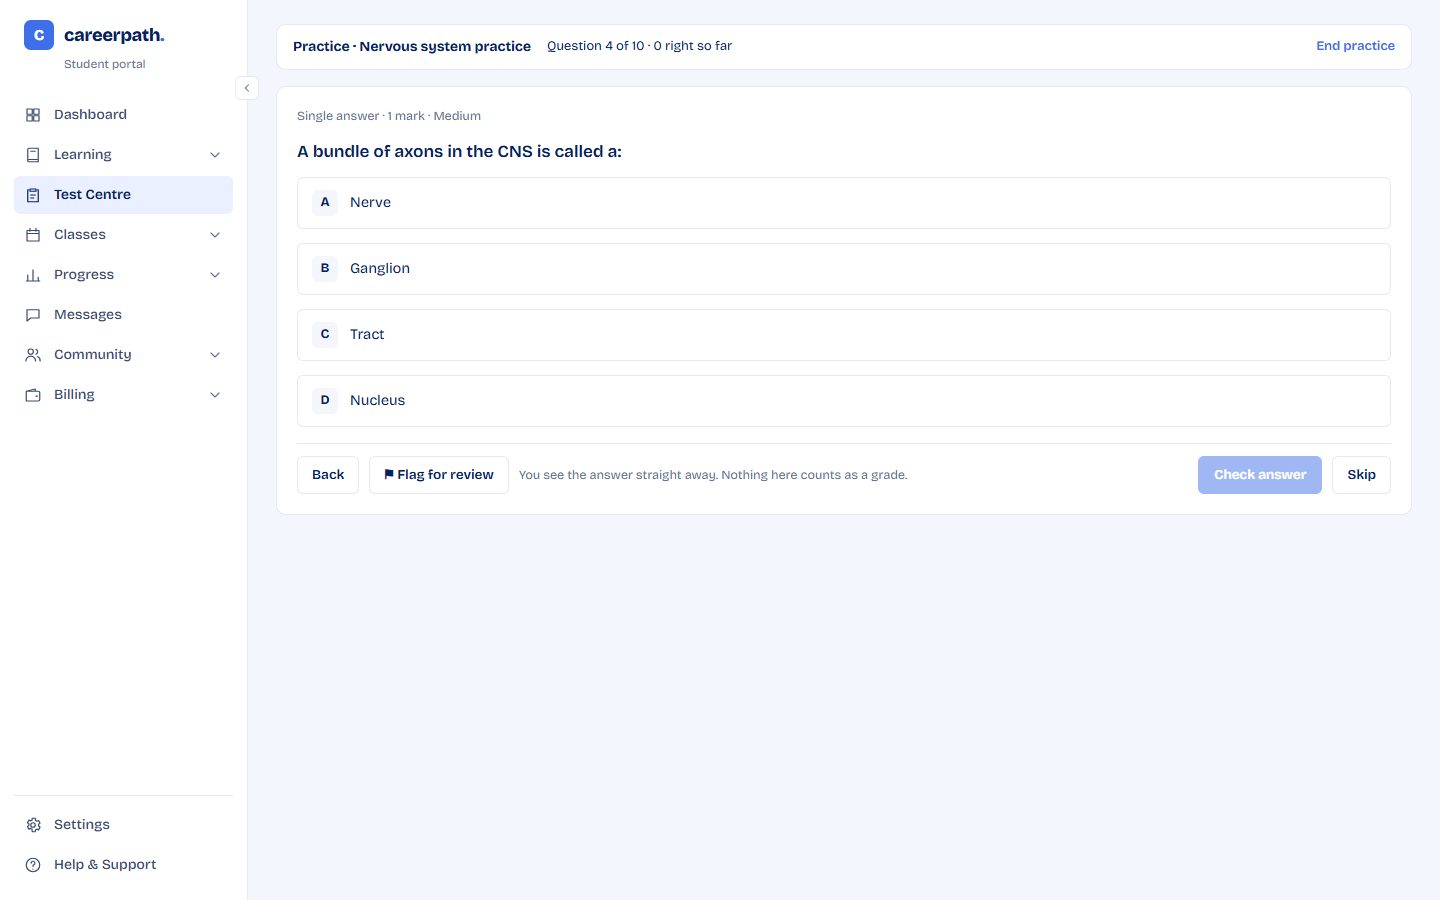 C careerpath.
Student portal
Dashboard
Learning
Test Centre
Classes
Progress
Messages
Community
Billing
Settings
Help & Support
Practice · Nervous system practice Question 4 of 10 · 0 right so far End practice
Single answer · 1 mark · Medium
A bundle of axons in the CNS is called a:
A Nerve
B Ganglion
C Tract
D Nucleus
Back ⚑ Flag for review You see the answer straight away. Nothing here counts as a grade. Check answer Skip